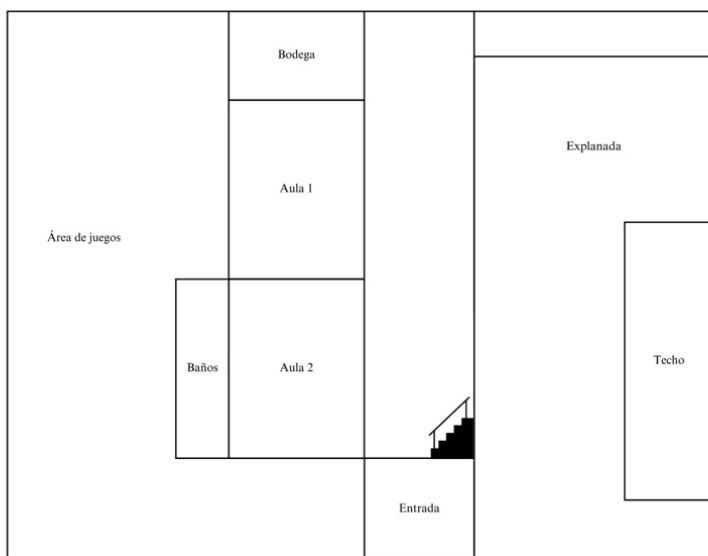 Bodega
Explanada
Aula 1
Área de juegos
Baños
Aula 2
Techo
Entrada